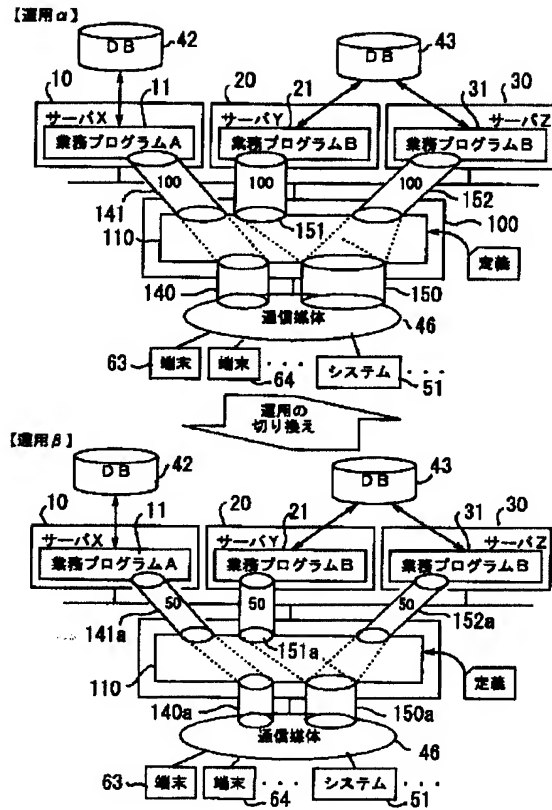 【運用α】
DB 42
DB 43
10 11 20 21 31 30
サーバX サーバY サーバZ
業務プログラムA 業務プログラムB 業務プログラムB
100 100 100
141 151 152 100
110
定義
140 150
通信媒体 46
63 端末 端末 ・・・ システム ・・・
64 51
運用の
切り換え
【運用β】
DB 42
DB 43
10 11 20 21 31 30
サーバX サーバY サーバZ
業務プログラムA 業務プログラムB 業務プログラムB
50 50 50
141a 151a 152a
110
定義
140a 150a
通信媒体 46
63 端末 端末 ・・・ システム ・・・
64 51